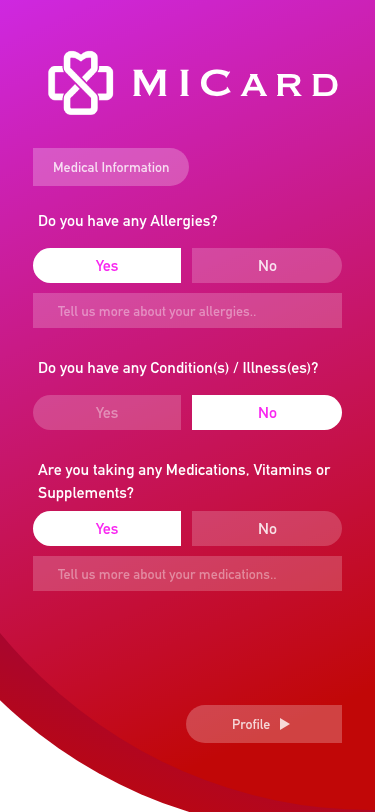 MICARD
Medical Information
Do you have any Allergies?
Yes No
Tell us more about your allergies..
Do you have any Condition(s) / Illness(es)?
Yes No
Are you taking any Medications, Vitamins or
Supplements?
Yes No
Tell us more about your medications..
Profile